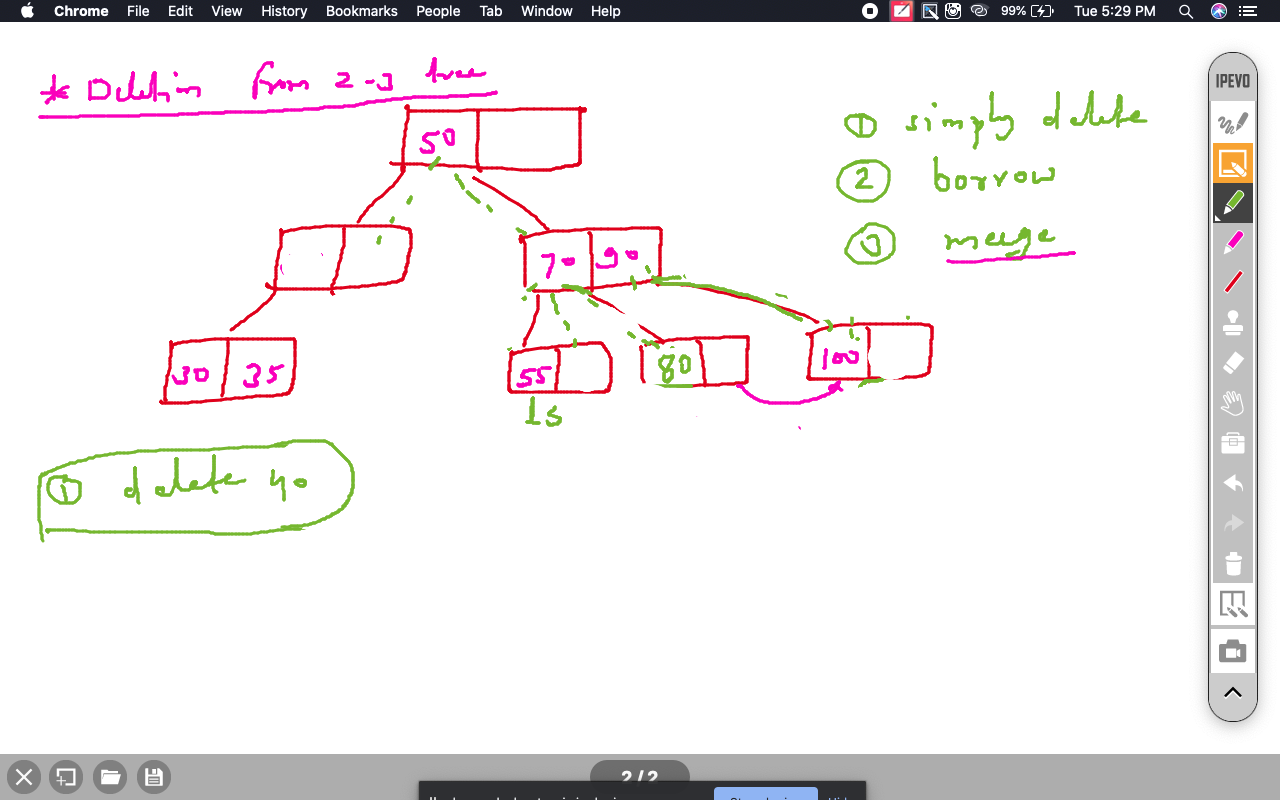 Chrome File Edit View History Bookmarks People Tab Window Help 99% Tue 5:29 PM
* Deletion from 2-3 tree
IPEVO
① simply delete
② borrow
③ merge
50
70 90
30 35
55
80
100
1s
① delete 40
2 / 2